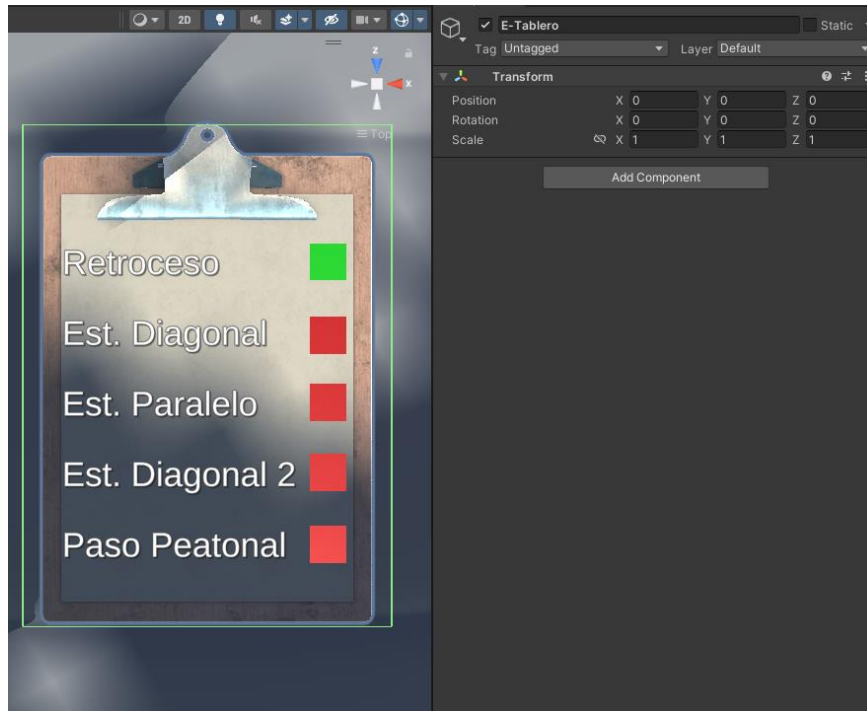 2D
E-Tablero
Static
Tag Untagged
Layer Default
Transform
Position X 0 Y 0 Z 0
Rotation X 0 Y 0 Z 0
Scale X 1 Y 1 Z 1
Add Component
z
x
Top
Retroceso
Est. Diagonal
Est. Paralelo
Est. Diagonal 2
Paso Peatonal